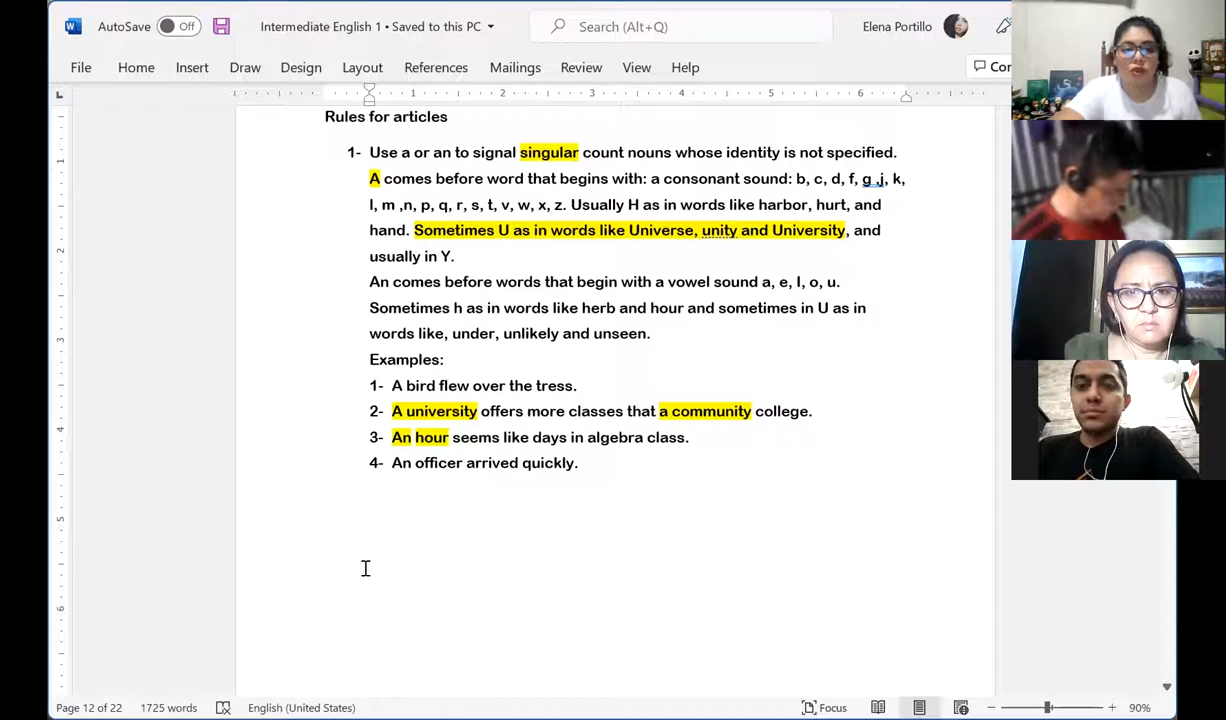 AutoSave Off Intermediate English 1 • Saved to this PC Search (Alt+Q) Elena Portillo
File Home Insert Draw Design Layout References Mailings Review View Help
1 2 3 4 5 6
Rules for articles
1- Use a or an to signal singular count nouns whose identity is not specified.
A comes before word that begins with: a consonant sound: b, c, d, f, g ,j, k,
l, m ,n, p, q, r, s, t, v, w, x, z. Usually H as in words like harbor, hurt, and
hand. Sometimes U as in words like Universe, unity and University, and
usually in Y.
An comes before words that begin with a vowel sound a, e, I, o, u.
Sometimes h as in words like herb and hour and sometimes in U as in
words like, under, unlikely and unseen.
Examples:
1- A bird flew over the tress.
2- A university offers more classes that a community college.
3- An hour seems like days in algebra class.
4- An officer arrived quickly.
Page 12 of 22 1725 words English (United States) Focus 90%